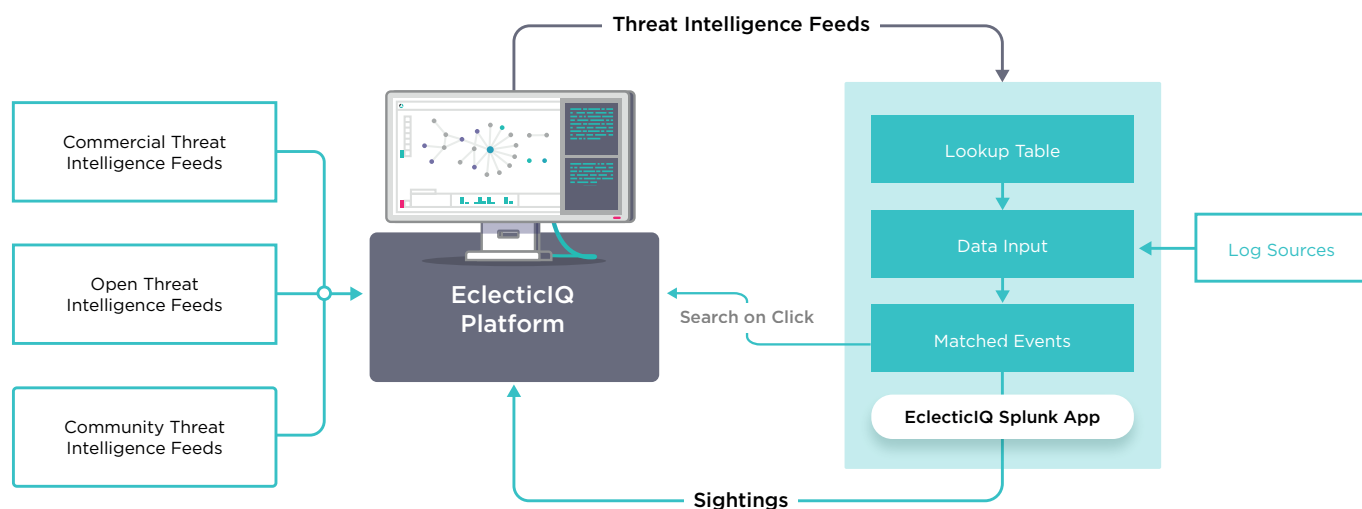 Threat Intelligence Feeds
Commercial Threat
Intelligence Feeds
Open Threat
Intelligence Feeds
Community Threat
Intelligence Feeds
EclecticIQ
Platform
Search on Click
Lookup Table
Data Input
Matched Events
EclecticIQ Splunk App
Log Sources
Sightings